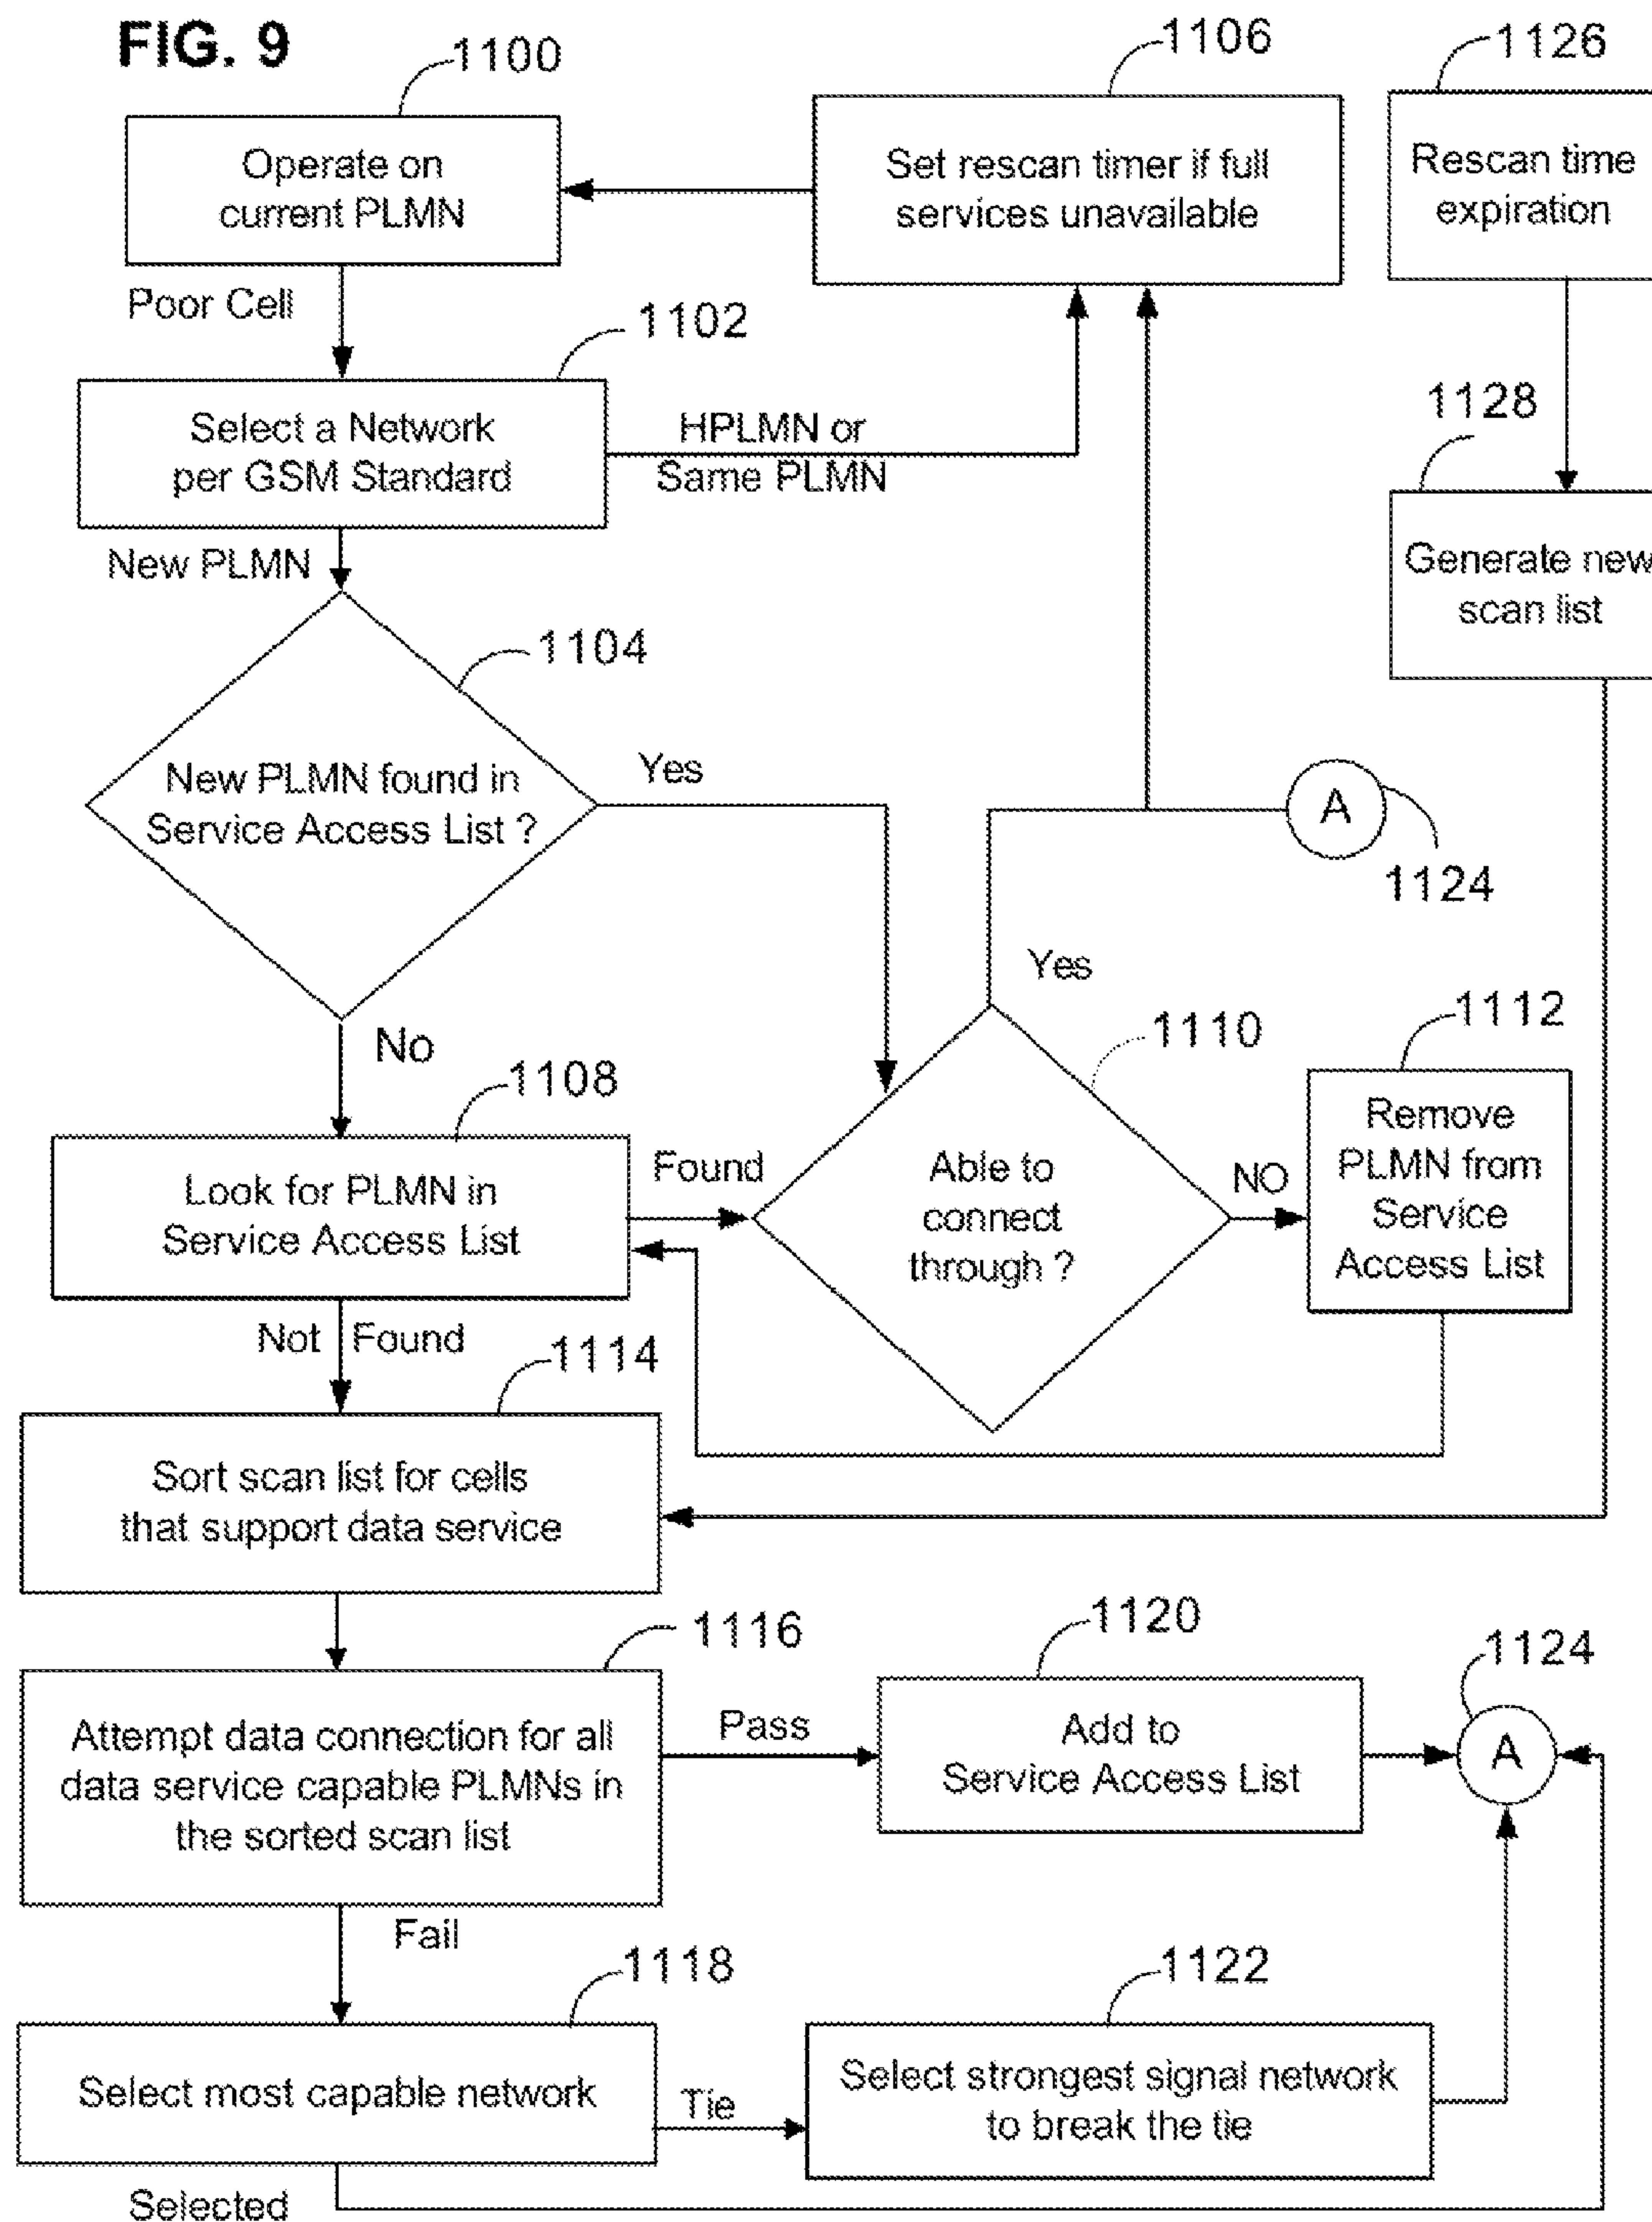 FIG. 9
1100
1106
1126
Operate on
current PLMN
Set rescan timer if full
services unavailable
Rescan time
expiration
Poor Cell
1102
1128
Select a Network
per GSM Standard
HPLMN or
Same PLMN
New PLMN
Generate new
scan list
1104
New PLMN found in
Service Access List ?
Yes
A
1124
Yes
No
1108
1110
1112
Look for PLMN in
Service Access List
Found
Able to
connect
through ?
NO
Remove
PLMN from
Service
Access List
Not Found
1114
Sort scan list for cells
that support data service
1116
1120
1124
Attempt data connection for all
data service capable PLMNs in
the sorted scan list
Pass
Add to
Service Access List
A
Fail
1118
1122
Select most capable network
Tie
Select strongest signal network
to break the tie
Selected